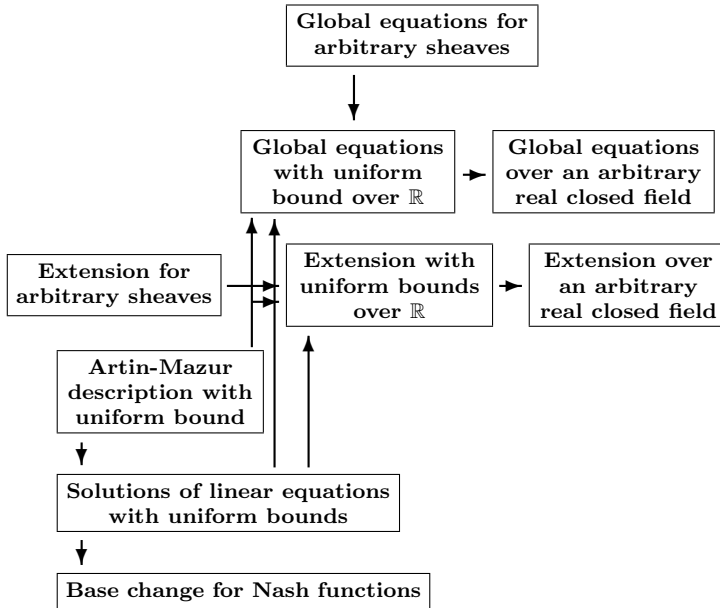 Global equations for
arbitrary sheaves
Global equations
with uniform
bound over ℝ
Global equations
over an arbitrary
real closed field
Extension for
arbitrary sheaves
Extension with
uniform bounds
over ℝ
Extension over
an arbitrary
real closed field
Artin-Mazur
description with
uniform bound
Solutions of linear equations
with uniform bounds
Base change for Nash functions